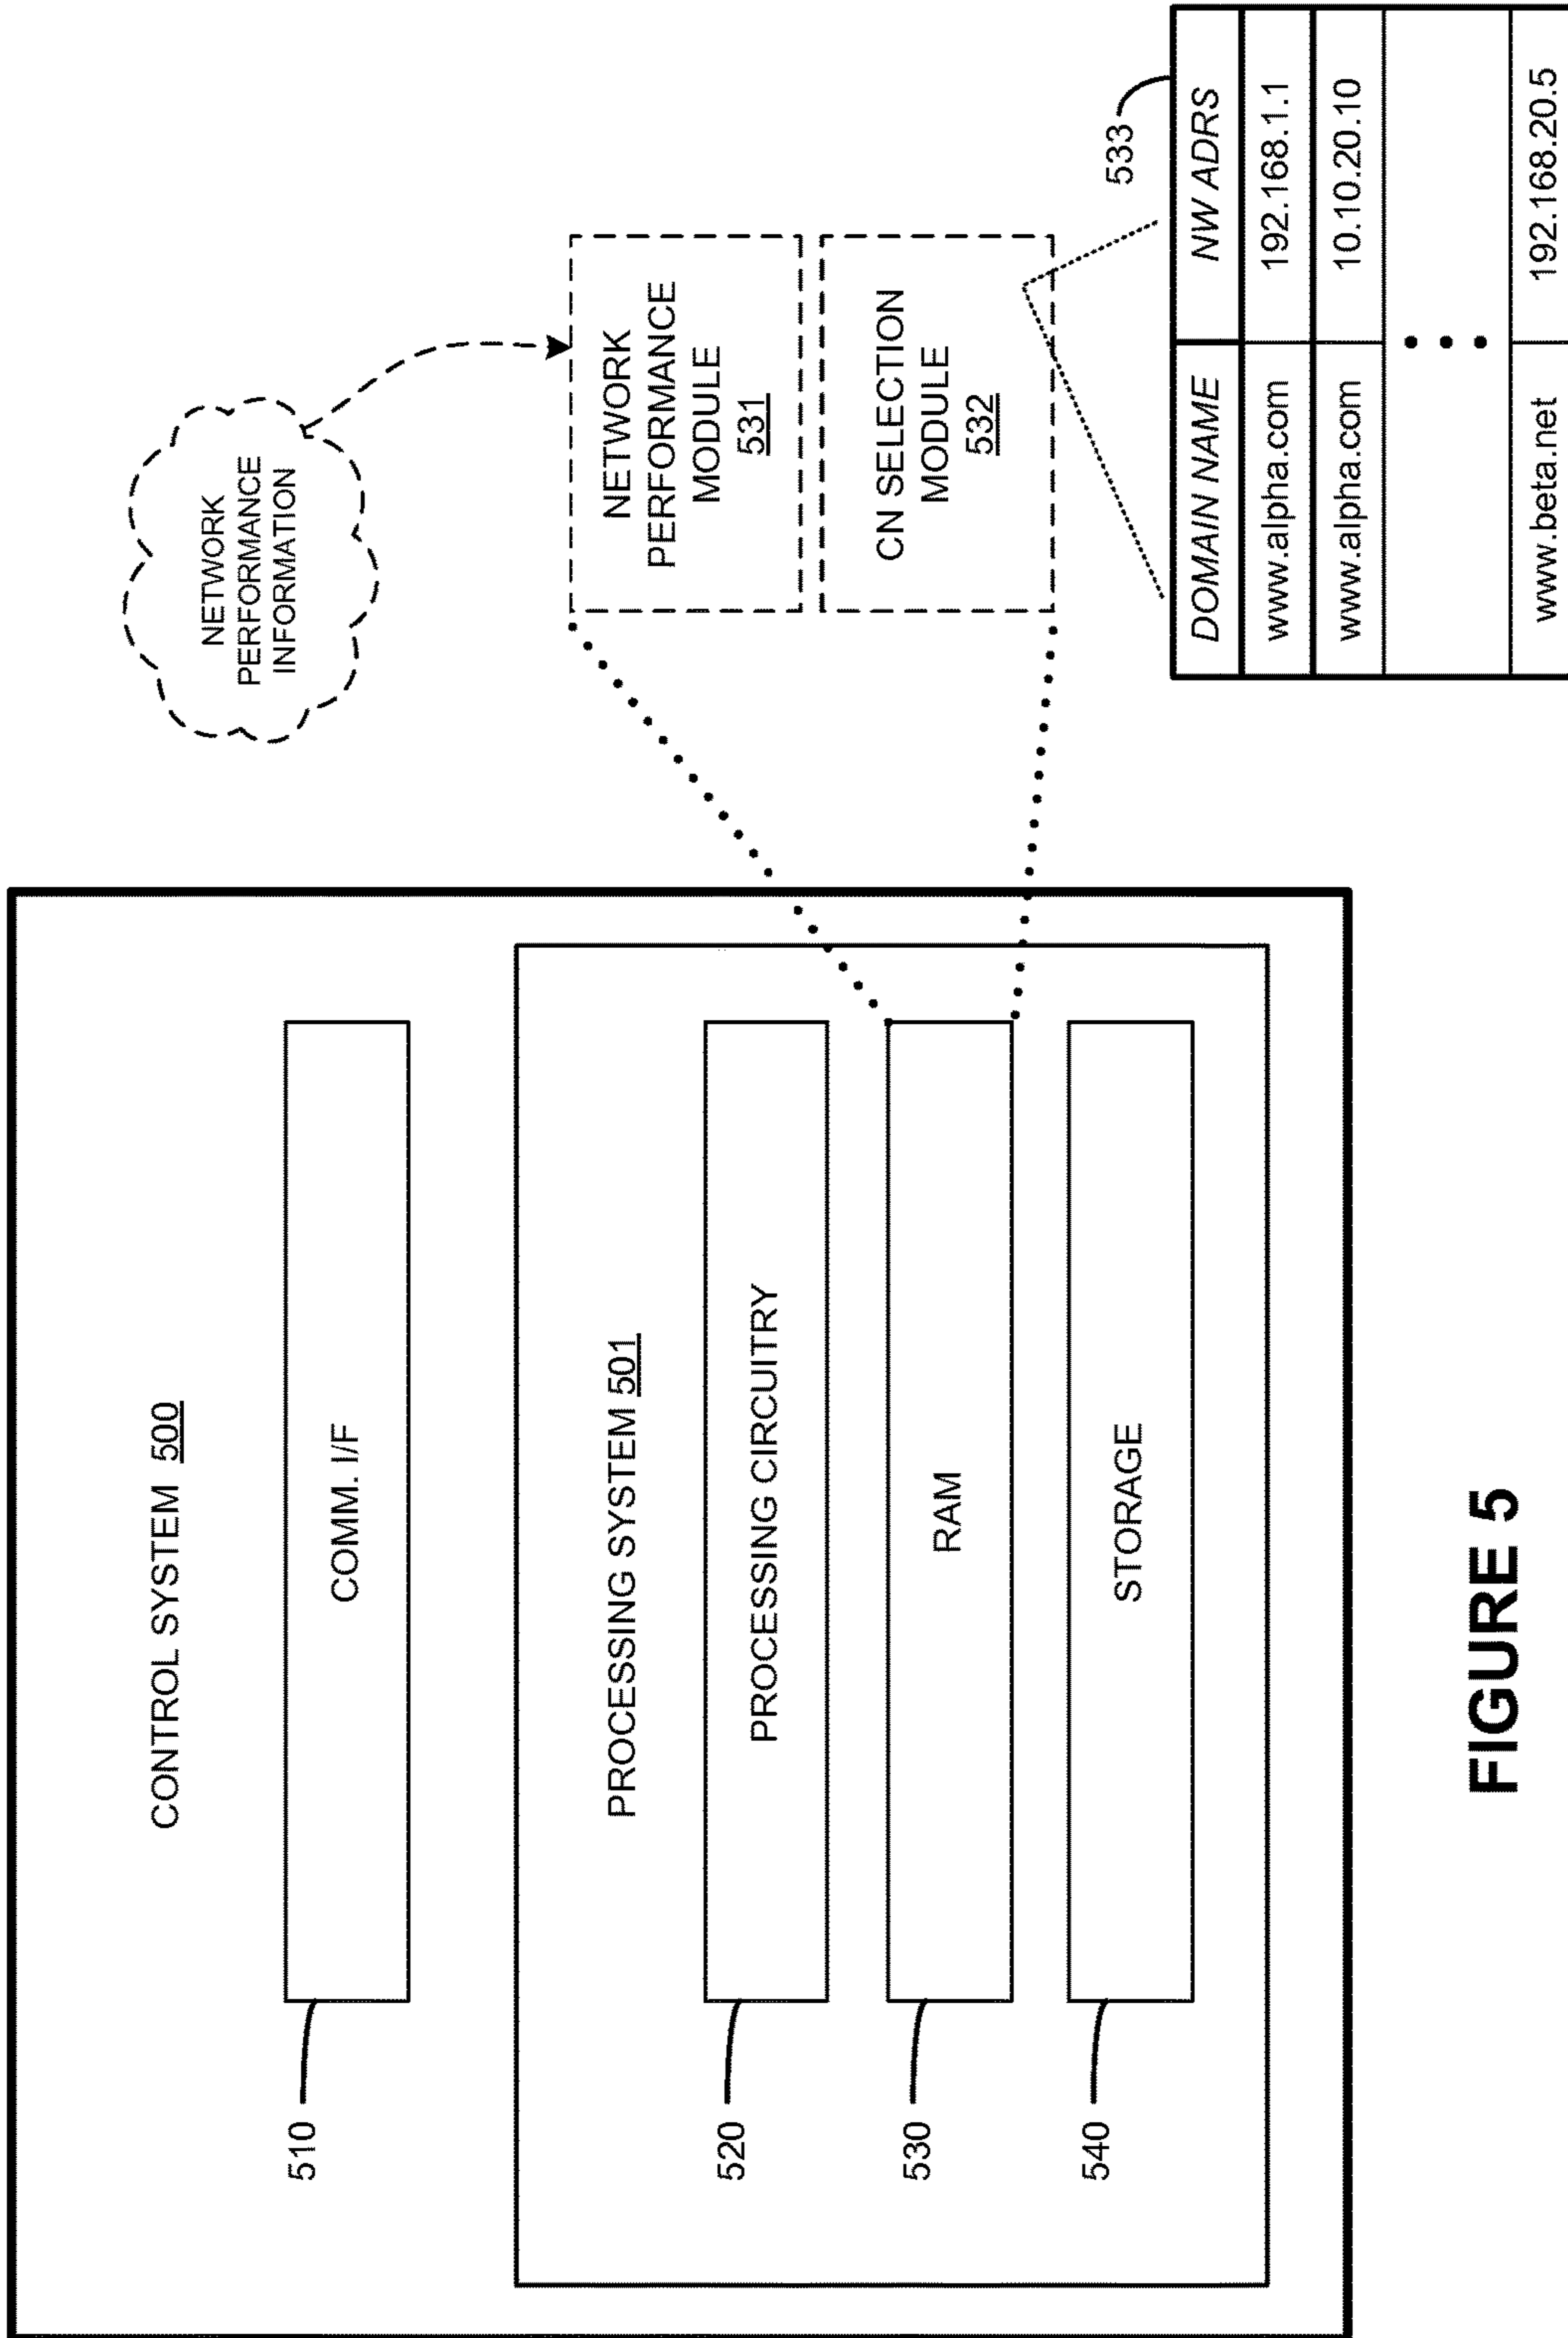 CONTROL SYSTEM 500
510
COMM. I/F
PROCESSING SYSTEM 501
520
PROCESSING CIRCUITRY
530
RAM
540
STORAGE
NETWORK
PERFORMANCE
INFORMATION
NETWORK
PERFORMANCE
MODULE
531
CN SELECTION
MODULE
532
533
DOMAIN NAME NW ADRS
www.alpha.com 192.168.1.1
www.alpha.com 10.10.20.10
www.beta.net 192.168.20.5
FIGURE 5